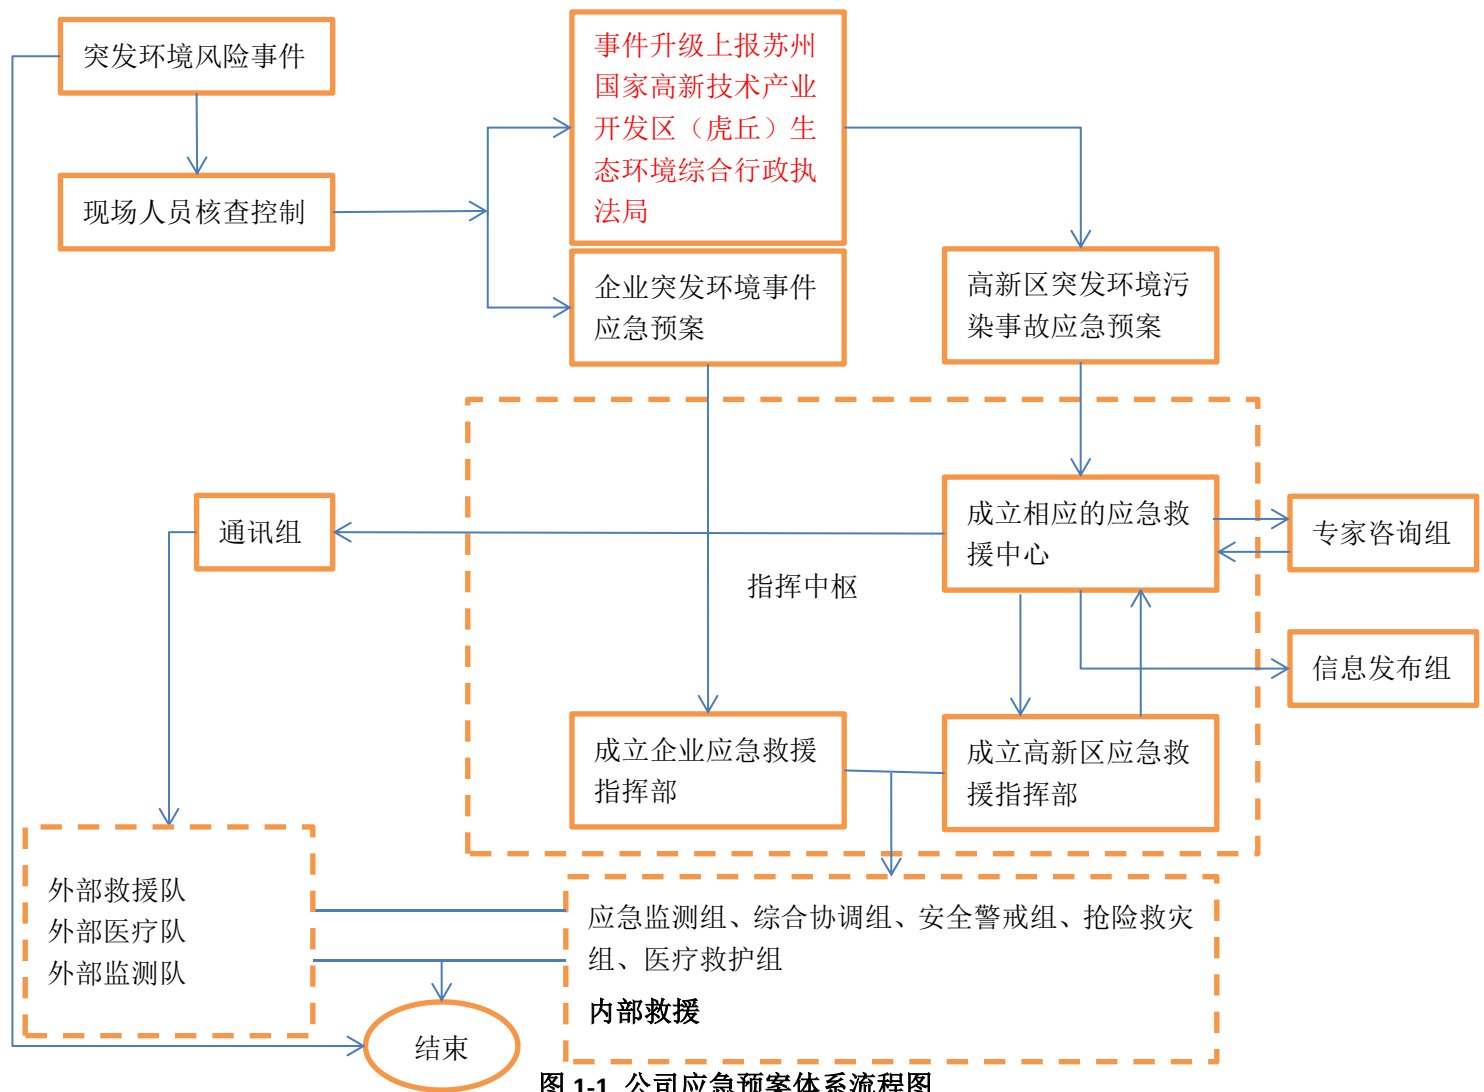 突发环境风险事件
现场人员核查控制
事件升级上报苏州
国家高新技术产业
开发区（虎丘）生
态环境综合行政执
法局
企业突发环境事件
应急预案
高新区突发环境污
染事故应急预案
通讯组
成立相应的应急救
援中心
专家咨询组
指挥中枢
信息发布组
成立企业应急救援
指挥部
成立高新区应急救
援指挥部
外部救援队
外部医疗队
外部监测队
应急监测组、综合协调组、安全警戒组、抢险救灾
组、医疗救护组
内部救援
结束
图 1-1 公司应急预案体系流程图